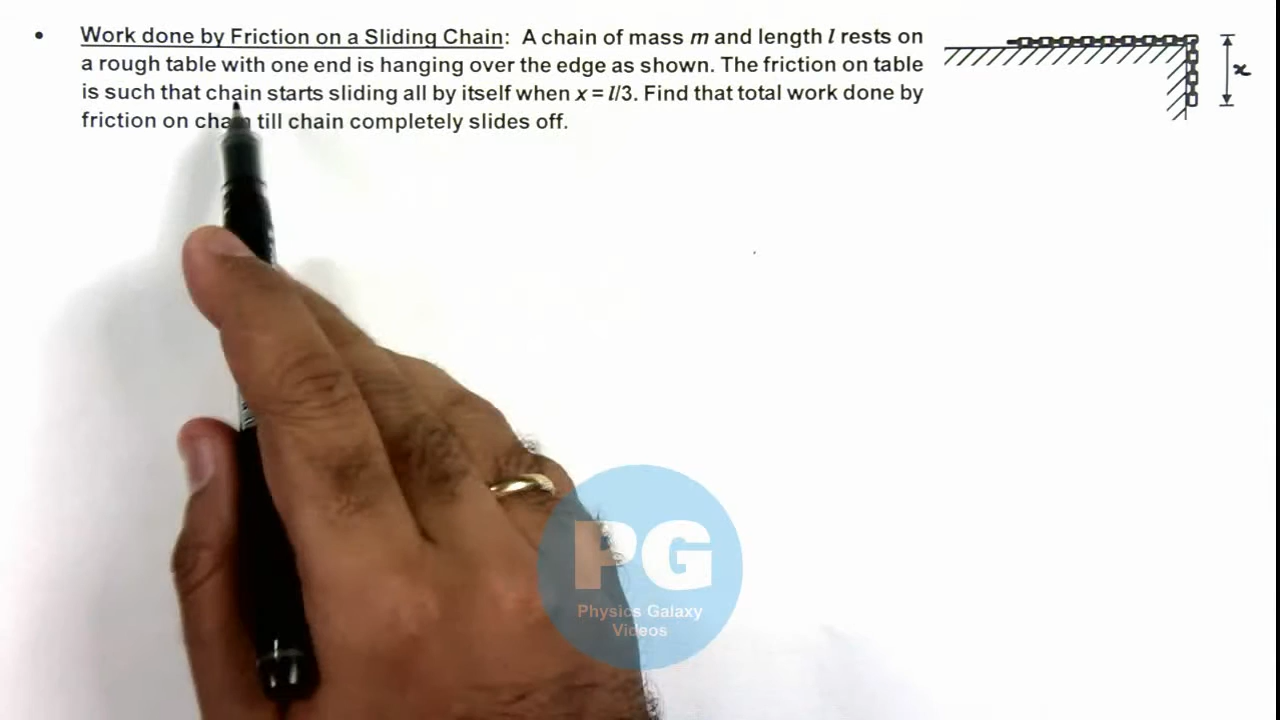 • Work done by Friction on a Sliding Chain: A chain of mass m and length l rests on
a rough table with one end is hanging over the edge as shown. The friction on table
is such that chain starts sliding all by itself when x = l/3. Find that total work done by
friction on chain till chain completely slides off.
x
PG
Physics Galaxy
Videos